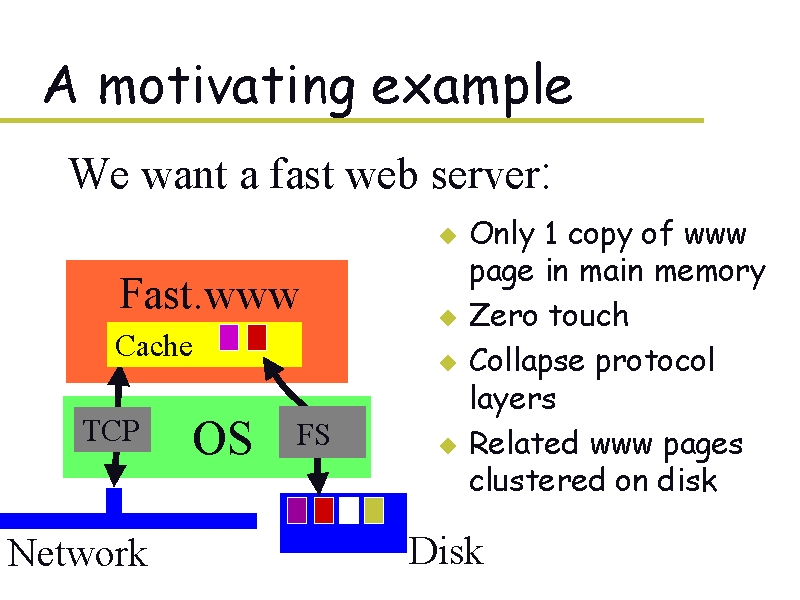 A motivating example
We want a fast web server:
Only 1 copy of www
page in main memory
Zero touch
Collapse protocol
layers
Related www pages
clustered on disk
Fast.www
Cache
TCP
OS
FS
Network
Disk